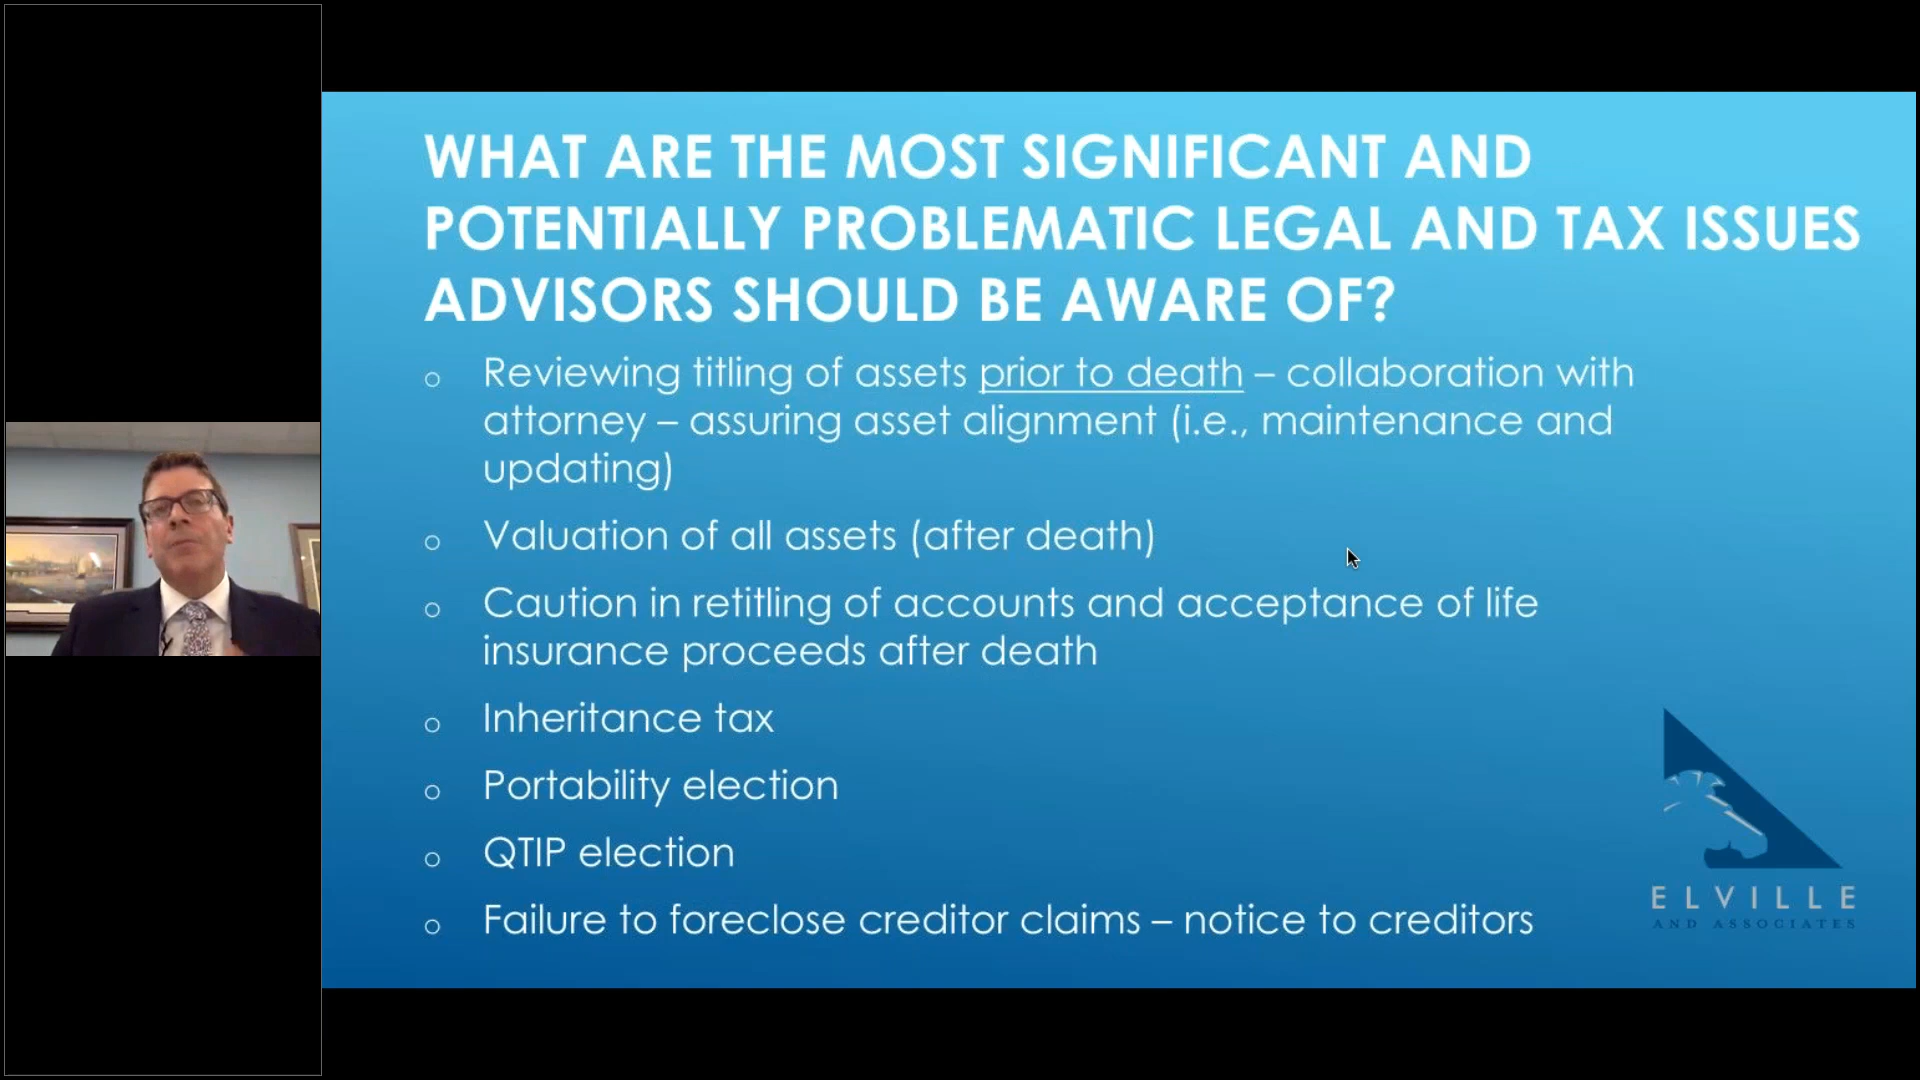 WHAT ARE THE MOST SIGNIFICANT AND
POTENTIALLY PROBLEMATIC LEGAL AND TAX ISSUES
ADVISORS SHOULD BE AWARE OF?
o Reviewing titling of assets prior to death – collaboration with
attorney – assuring asset alignment (i.e., maintenance and
updating)
o Valuation of all assets (after death)
o Caution in retitling of accounts and acceptance of life
insurance proceeds after death
o Inheritance tax
o Portability election
o QTIP election
o Failure to foreclose creditor claims – notice to creditors
ELVILLE
AND ASSOCIATES